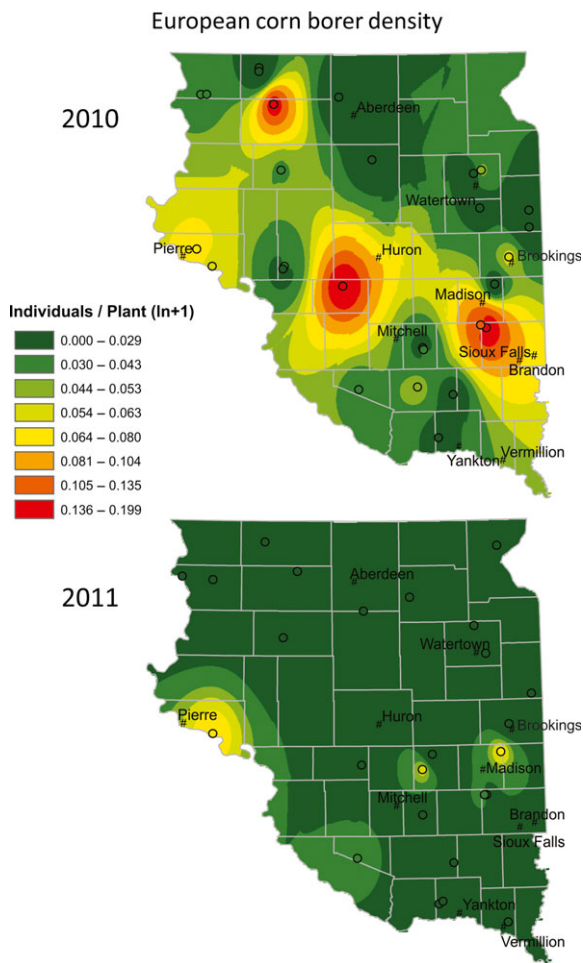 European corn borer density
2010
Aberdeen
#
#
Watertown
Pierre
#
Huron
#
Brookings
#
Madison
#
Individuals / Plant (ln+1)
0.000 – 0.029
0.030 – 0.043
0.044 – 0.053
0.054 – 0.063
0.064 – 0.080
0.081 – 0.104
0.105 – 0.135
0.136 – 0.199
Mitchell
#
Sioux Falls
# #
Brandon
Vermillion
Yankton
# #
2011
Aberdeen
#
Watertown
#
Pierre
#
Huron
#
Brookings
#
Madison
#
Mitchell
#
Brandon
# #
Sioux Falls
Yankton
#
#
Vermillion